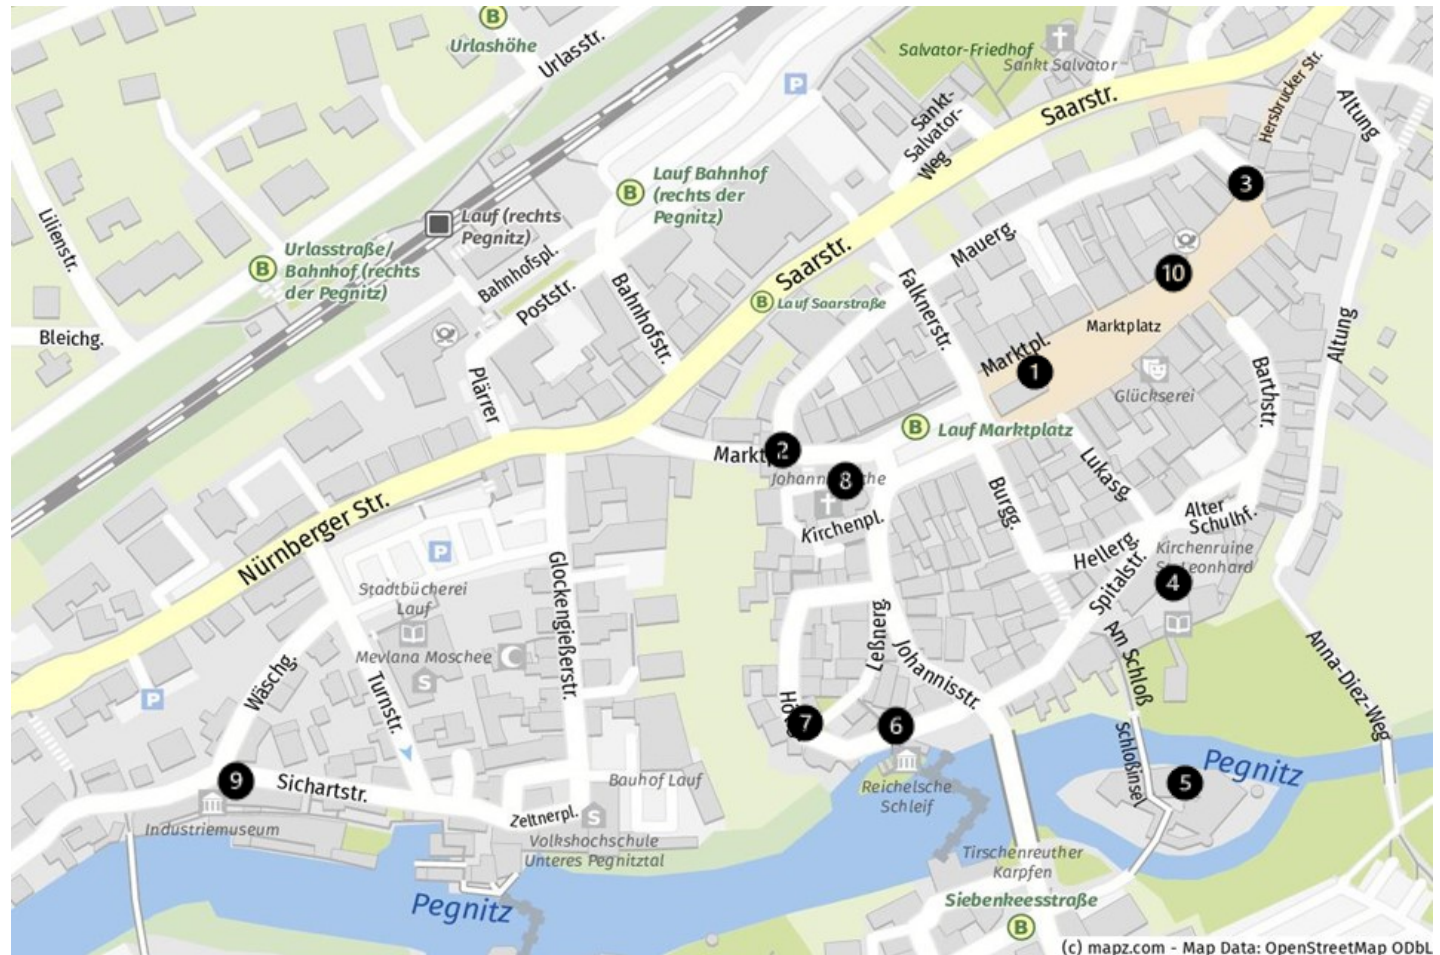 B
Urlashöhe
Urlasstr.
Salvator-Friedhof
Sankt Salvator
Hersbrucker Str.
Altung
P
Saarstr.
Sankt-
Salvator-
Weg
B
Lauf Bahnhof
(rechts der
Pegnitz)
3
Lilienstr.
Lauf (rechts
Pegnitz)
B
Urlasstraße/
Bahnhof (rechts
der Pegnitz)
Bahnhofspl.
Poststr.
Bahnhofstr.
Saarstr.
Mauerg.
10
B
Lauf Saarstraße
Falknerstr.
Marktplatz
Altung
Bleichg.
Plärrer
Marktpl.
1
Glückserei
Barthstr.
B
Lauf Marktplatz
2
8
Kirchenpl.
Burgg.
Lukasg.
Alter
Schulhf.
Nürnberger Str.
P
Glockengießerstr.
Hellerg.
Kirchenruine
4
Spitalstr.
Stadtbücherei
Lauf
Mevlana Moschee
S
Leßnerg.
Johannisstr.
Am Schloß
Anna-Diez-Weg
P
Wäschg.
Turnstr.
7
6
Schloßinsel
Pegnitz
5
9
Sichartstr.
Bauhof Lauf
Reichelsche
Schleif
Industriemuseum
Zeltnerpl.
S
Volkshochschule
Unteres Pegnitztal
Tirschenreuther
Karpfen
Pegnitz
Siebenkeesstraße
B
(c) mapz.com - Map Data: OpenStreetMap ODbL